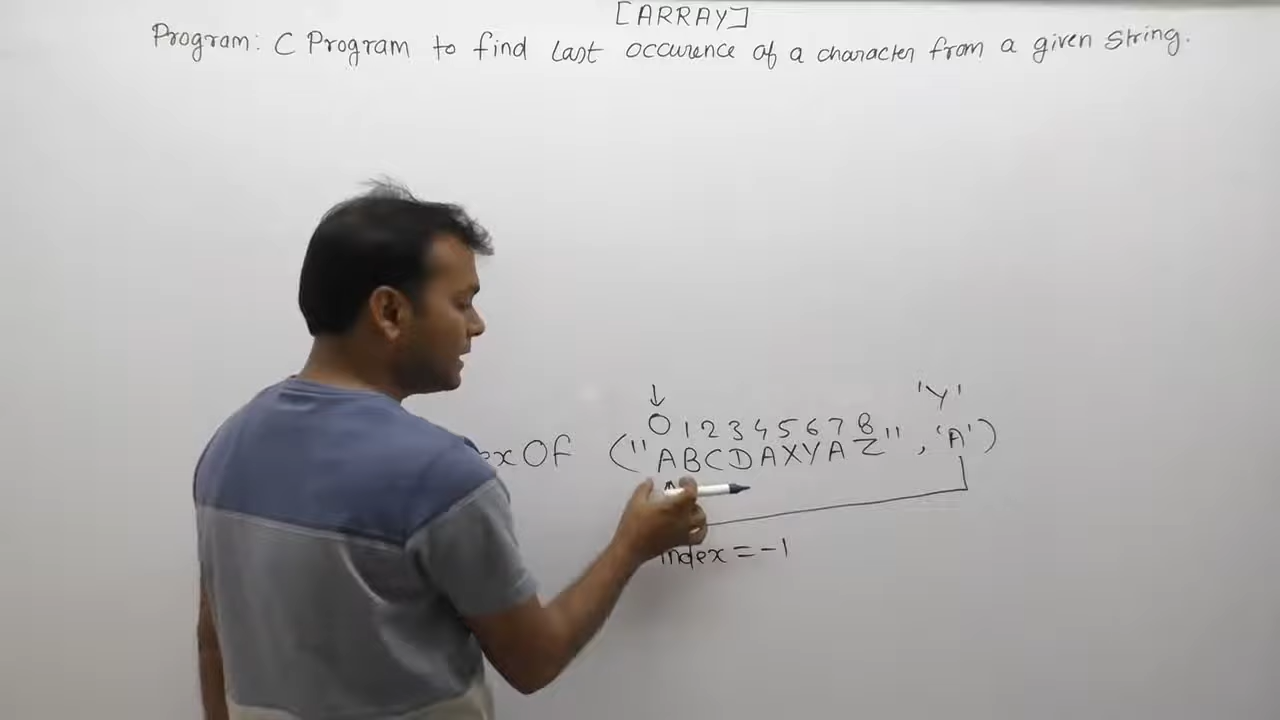 [ARRAY]
Program: C Program to find last occurence of a character from a given string.
'Y'
0 1 2 3 4 5 6 7 8
exOf ("ABCDAXYAZ", 'A')
index = -1